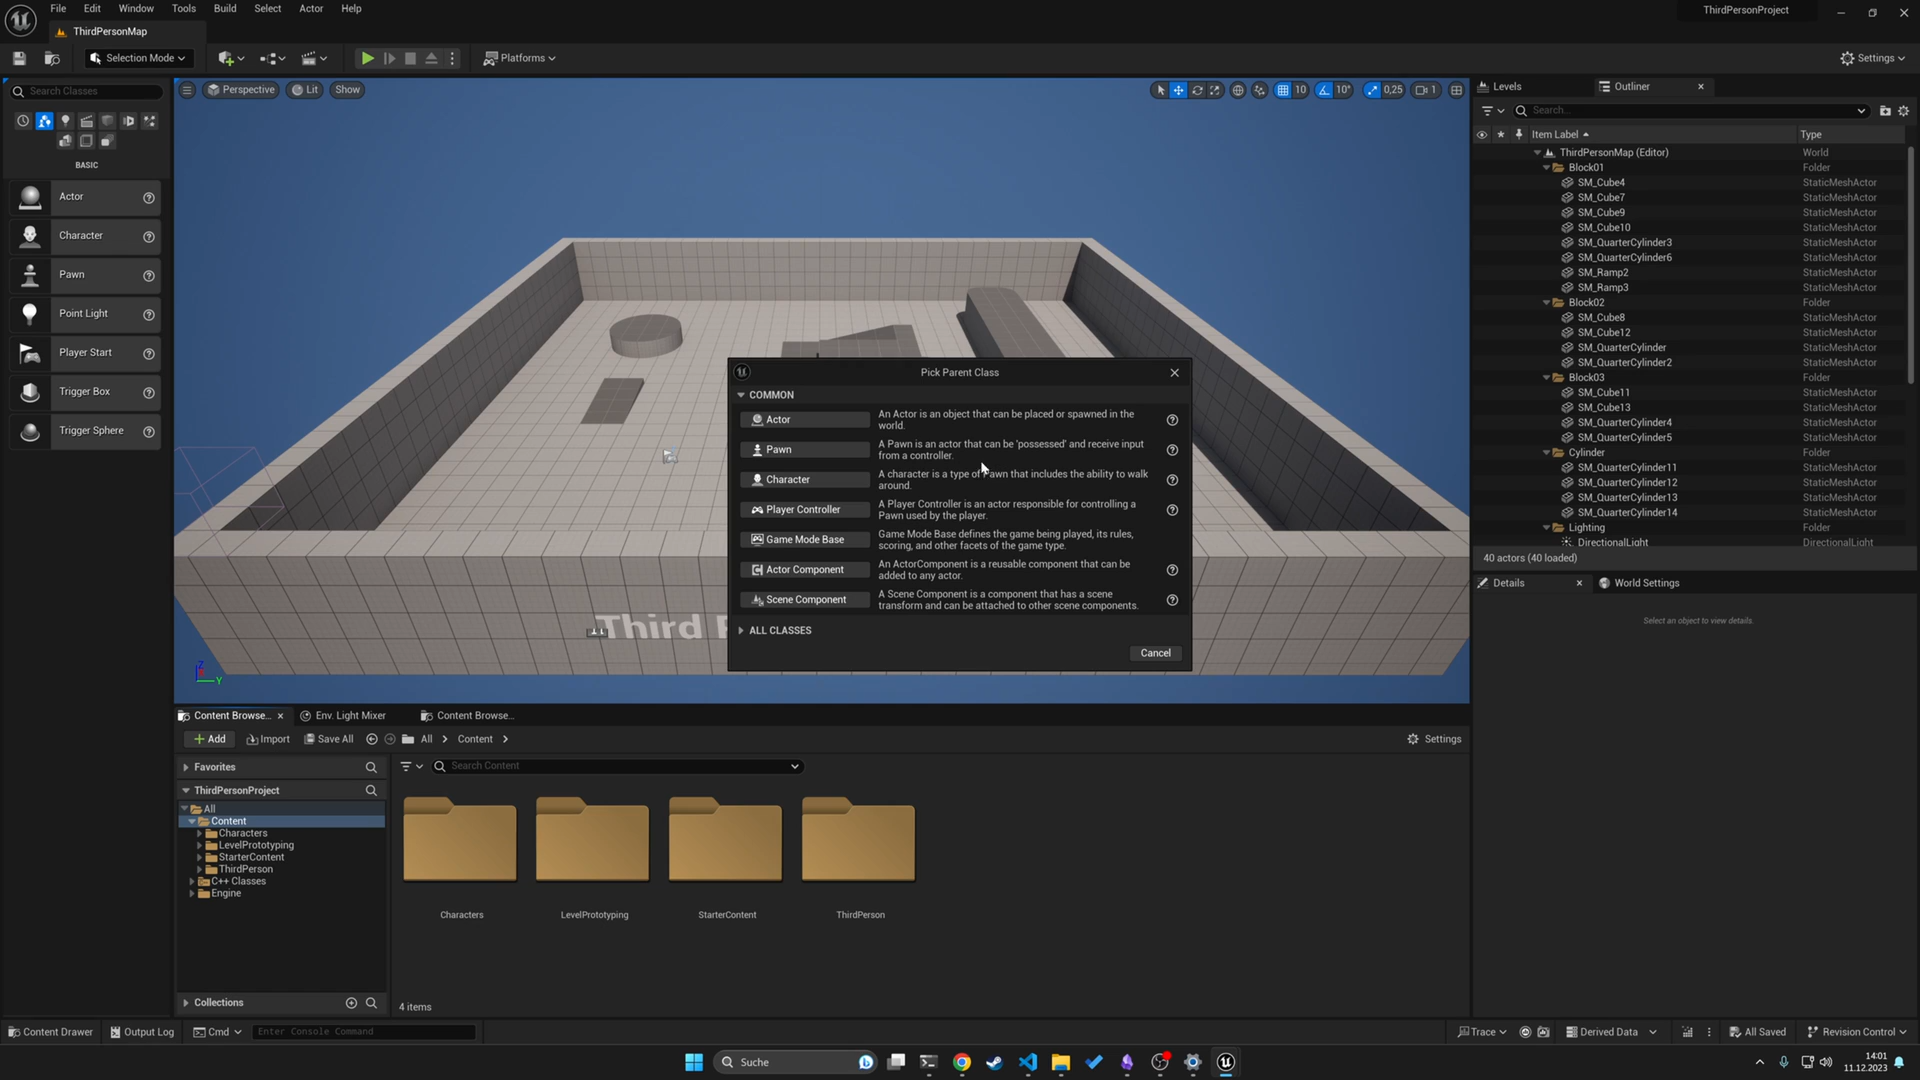 File Edit Window Tools Build Select Actor Help
ThirdPersonProject
ThirdPersonMap
Selection Mode
Platforms
Settings
Search Classes
BASIC
Actor
Character
Pawn
Point Light
Player Start
Trigger Box
Trigger Sphere
Perspective Lit Show
10 10° 0,25 1
Third P
Pick Parent Class
COMMON
Actor
An Actor is an object that can be placed or spawned in the
world.
Pawn
A Pawn is an actor that can be 'possessed' and receive input
from a controller.
Character
A character is a type of Pawn that includes the ability to walk
around.
Player Controller
A Player Controller is an actor responsible for controlling a
Pawn used by the player.
Game Mode Base
Game Mode Base defines the game being played, its rules,
scoring, and other facets of the game type.
Actor Component
An ActorComponent is a reusable component that can be
added to any actor.
Scene Component
A Scene Component is a component that has a scene
transform and can be attached to other scene components.
ALL CLASSES
Cancel
Levels Outliner
Search...
Item Label Type
ThirdPersonMap (Editor) World
Block01 Folder
SM_Cube4 StaticMeshActor
SM_Cube7 StaticMeshActor
SM_Cube9 StaticMeshActor
SM_Cube10 StaticMeshActor
SM_QuarterCylinder3 StaticMeshActor
SM_QuarterCylinder6 StaticMeshActor
SM_Ramp2 StaticMeshActor
SM_Ramp3 StaticMeshActor
Block02 Folder
SM_Cube8 StaticMeshActor
SM_Cube12 StaticMeshActor
SM_QuarterCylinder StaticMeshActor
SM_QuarterCylinder2 StaticMeshActor
Block03 Folder
SM_Cube11 StaticMeshActor
SM_Cube13 StaticMeshActor
SM_QuarterCylinder4 StaticMeshActor
SM_QuarterCylinder5 StaticMeshActor
Cylinder Folder
SM_QuarterCylinder11 StaticMeshActor
SM_QuarterCylinder12 StaticMeshActor
SM_QuarterCylinder13 StaticMeshActor
SM_QuarterCylinder14 StaticMeshActor
Lighting Folder
DirectionalLight DirectionalLight
40 actors (40 loaded)
Details World Settings
Select an object to view details.
Content Browse... Env. Light Mixer Content Browse...
Add Import Save All All Content
Settings
Favorites
Search Content
ThirdPersonProject
All
Content
Characters
LevelPrototyping
StarterContent
ThirdPerson
C++ Classes
Engine
Characters LevelPrototyping StarterContent ThirdPerson
Collections
4 items
Content Drawer Output Log Cmd Enter Console Command
Trace Derived Data All Saved Revision Control
Suche
14:01
11.12.2023